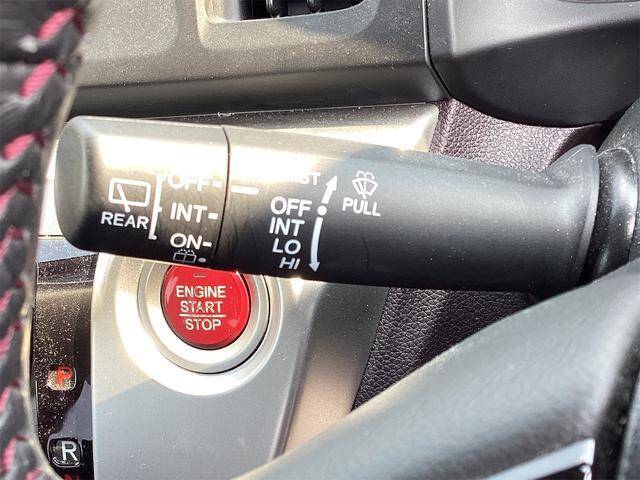 REAR
OFF
INT
ON
OFF
INT
LO
HI
PULL
ENGINE
START
STOP
P
R